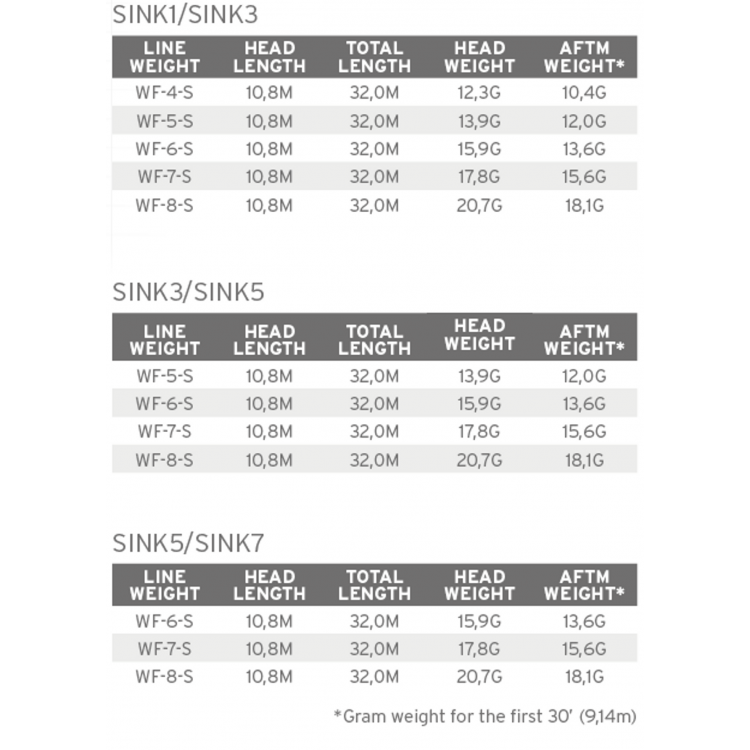 SINK1/SINK3
LINE WEIGHT HEAD LENGTH TOTAL LENGTH HEAD WEIGHT AFTM WEIGHT*
WF-4-S 10,8M 32,0M 12,3G 10,4G
WF-5-S 10,8M 32,0M 13,9G 12,0G
WF-6-S 10,8M 32,0M 15,9G 13,6G
WF-7-S 10,8M 32,0M 17,8G 15,6G
WF-8-S 10,8M 32,0M 20,7G 18,1G
SINK3/SINK5
LINE WEIGHT HEAD LENGTH TOTAL LENGTH HEAD WEIGHT AFTM WEIGHT*
WF-5-S 10,8M 32,0M 13,9G 12,0G
WF-6-S 10,8M 32,0M 15,9G 13,6G
WF-7-S 10,8M 32,0M 17,8G 15,6G
WF-8-S 10,8M 32,0M 20,7G 18,1G
SINK5/SINK7
LINE WEIGHT HEAD LENGTH TOTAL LENGTH HEAD WEIGHT AFTM WEIGHT*
WF-6-S 10,8M 32,0M 15,9G 13,6G
WF-7-S 10,8M 32,0M 17,8G 15,6G
WF-8-S 10,8M 32,0M 20,7G 18,1G
*Gram weight for the first 30' (9,14m)